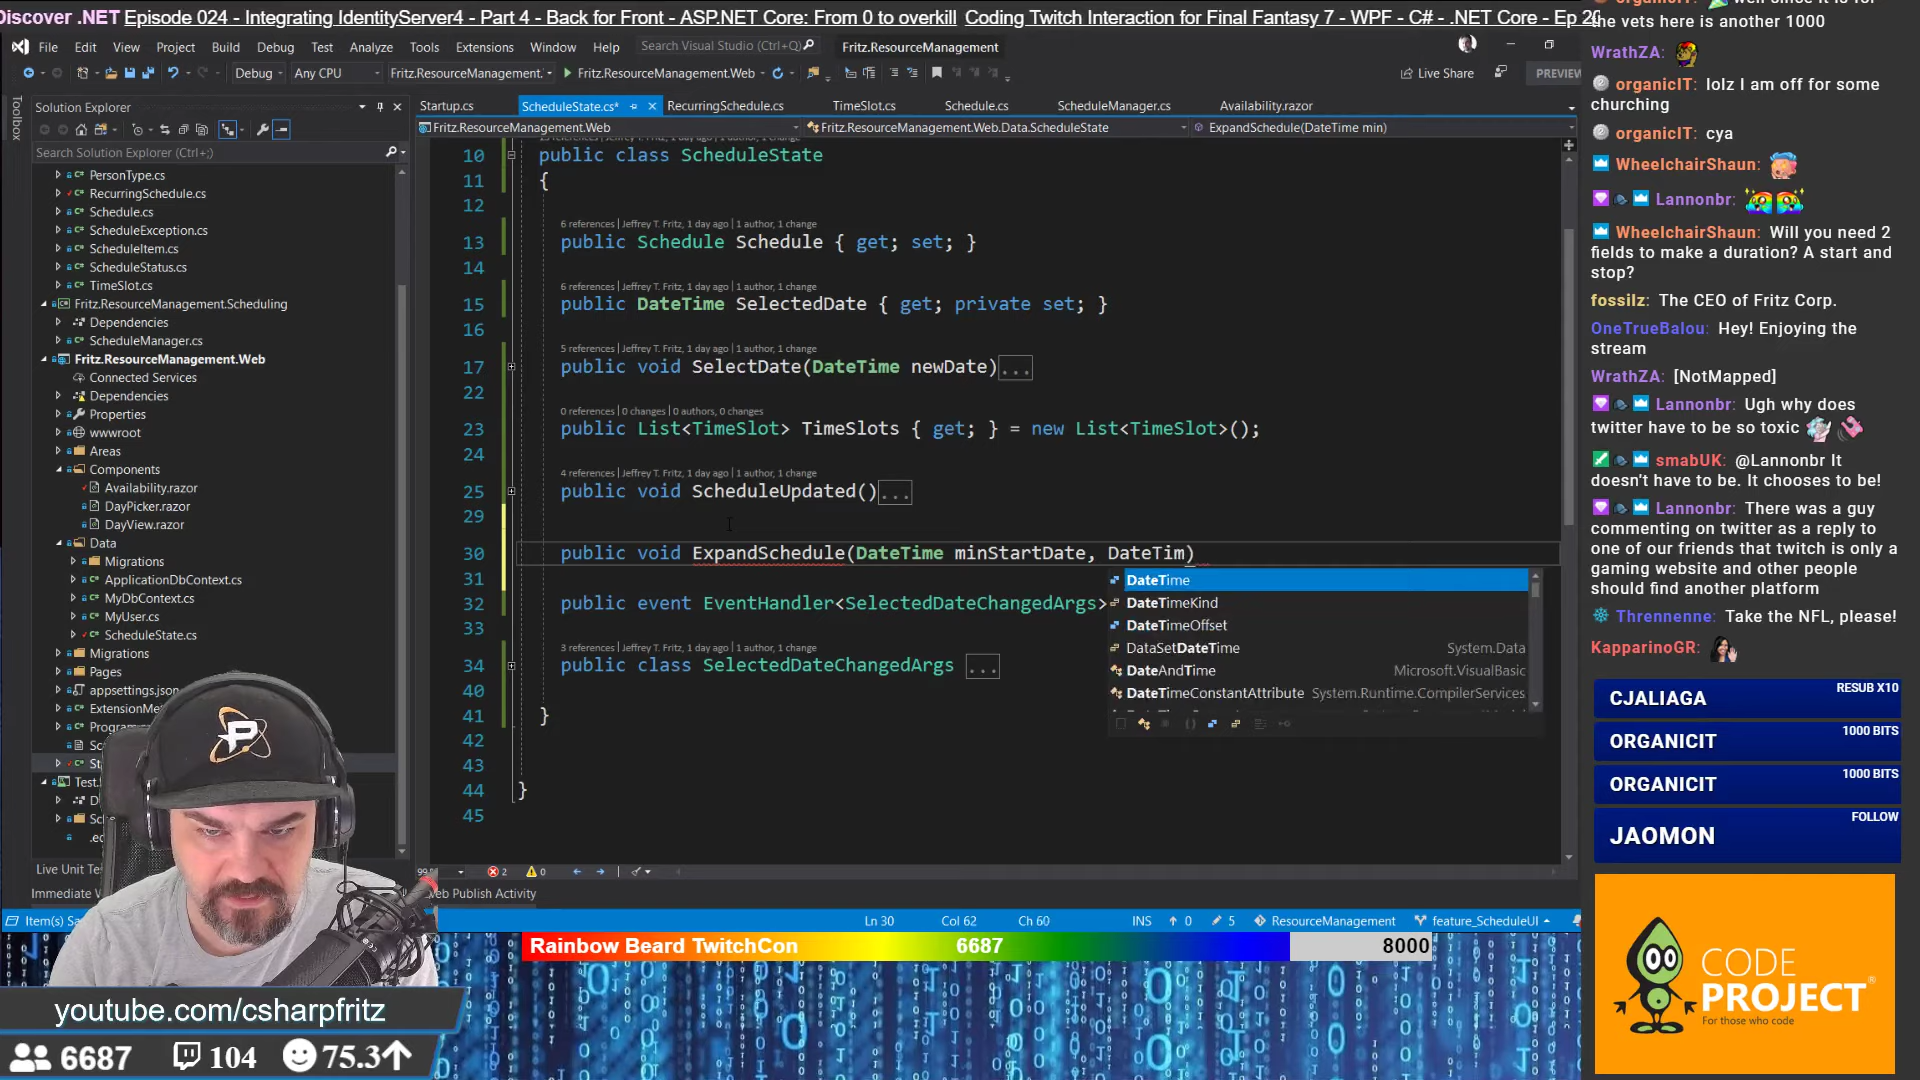 Discover .NET Episode 024 - Integrating IdentityServer4 - Part 4 - Back for Front - ASP.NET Core: From 0 to overkill Coding Twitch Interaction for Final Fantasy 7 - WPF - C# - .NET Core - Ep 2
File Edit View Project Build Debug Test Analyze Tools Extensions Window Help Search Visual Studio (Ctrl+Q) Fritz.ResourceManagement
Debug Any CPU Fritz.ResourceManagement. Fritz.ResourceManagement.Web Live Share PREVIEW
Toolbox
Solution Explorer
Search Solution Explorer (Ctrl+;)
PersonType.cs
RecurringSchedule.cs
Schedule.cs
ScheduleException.cs
ScheduleItem.cs
ScheduleStatus.cs
TimeSlot.cs
Fritz.ResourceManagement.Scheduling
Dependencies
ScheduleManager.cs
Fritz.ResourceManagement.Web
Connected Services
Dependencies
Properties
wwwroot
Areas
Components
Availability.razor
DayPicker.razor
DayView.razor
Data
Migrations
ApplicationDbContext.cs
MyDbContext.cs
MyUser.cs
ScheduleState.cs
Migrations
Pages
appsettings.json
ExtensionMe
Program
Sc
St
Test.
D
Sc
.ec
Live Unit Te
Immediate W
Web Publish Activity
Startup.cs ScheduleState.cs* RecurringSchedule.cs TimeSlot.cs Schedule.cs ScheduleManager.cs Availability.razor
Fritz.ResourceManagement.Web Fritz.ResourceManagement.Web.Data.ScheduleState ExpandSchedule(DateTime min)
10 public class ScheduleState
11 {
12
6 references | Jeffrey T. Fritz, 1 day ago | 1 author, 1 change
13 public Schedule Schedule { get; set; }
14
6 references | Jeffrey T. Fritz, 1 day ago | 1 author, 1 change
15 public DateTime SelectedDate { get; private set; }
16
5 references | Jeffrey T. Fritz, 1 day ago | 1 author, 1 change
17 public void SelectDate(DateTime newDate)...
22
0 references | 0 changes | 0 authors, 0 changes
23 public List<TimeSlot> TimeSlots { get; } = new List<TimeSlot>();
24
4 references | Jeffrey T. Fritz, 1 day ago | 1 author, 1 change
25 public void ScheduleUpdated()...
29
30 public void ExpandSchedule(DateTime minStartDate, DateTim)
31
32 public event EventHandler<SelectedDateChangedArgs>
33
3 references | Jeffrey T. Fritz, 1 day ago | 1 author, 1 change
34 public class SelectedDateChangedArgs ...
40
41 }
42
43
44 }
45
DateTime
DateTimeKind
DateTimeOffset
DataSetDateTime System.Data
DateAndTime Microsoft.VisualBasic
DateTimeConstantAttribute System.Runtime.CompilerServices
2 0
Item(s) Sa Ln 30 Col 62 Ch 60 INS 0 5 ResourceManagement feature_ScheduleUI
the vets here is another 1000
WrathZA:
organicIT: lolz I am off for some
churching
organicIT: cya
WheelchairShaun:
Lannonbr:
WheelchairShaun: Will you need 2
fields to make a duration? A start and
stop?
fossilz: The CEO of Fritz Corp.
OneTrueBalou: Hey! Enjoying the
stream
WrathZA: [NotMapped]
Lannonbr: Ugh why does
twitter have to be so toxic
smabUK: @Lannonbr It
doesn't have to be. It chooses to be!
Lannonbr: There was a guy
commenting on twitter as a reply to
one of our friends that twitch is only a
gaming website and other people
should find another platform
Thrennenne: Take the NFL, please!
KapparinoGR:
CJALIAGA RESUB X10
ORGANICIT 1000 BITS
ORGANICIT 1000 BITS
JAOMON FOLLOW
CODE
PROJECT®
For those who code
Rainbow Beard TwitchCon 6687 8000
youtube.com/csharpfritz
6687 104 75.3